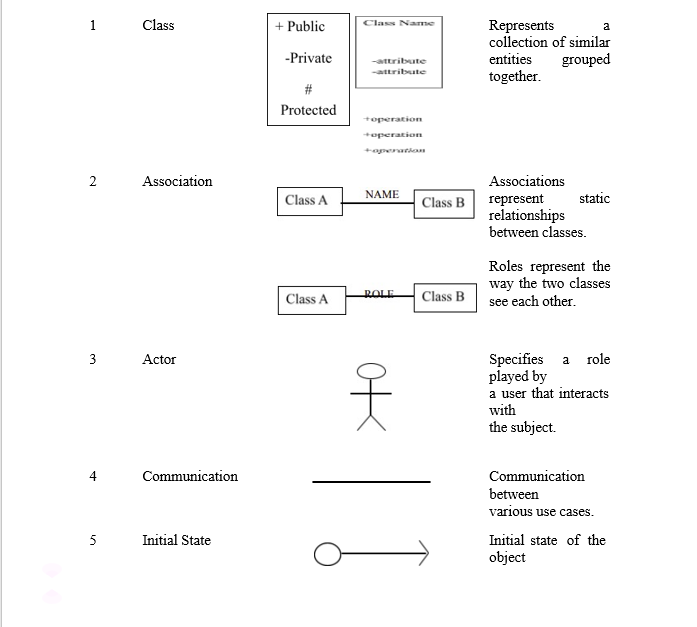 1 Class
+ Public
-Private
#
Protected
Class Name
-attribute
-attribute
+operation
+operation
+operation
Represents a
collection of similar
entities grouped
together.
2 Association
Class A NAME Class B
Associations
represent static
relationships
between classes.
Class A ROLE Class B
Roles represent the
way the two classes
see each other.
3 Actor
Specifies a role
played by
a user that interacts
with
the subject.
4 Communication
Communication
between
various use cases.
5 Initial State
Initial state of the
object